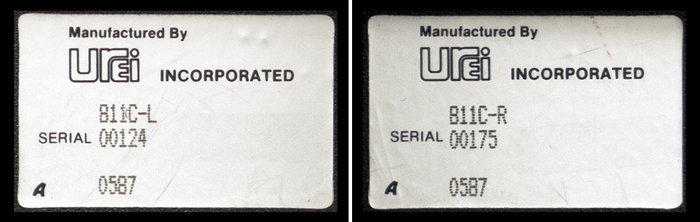 Manufactured By
UREi INCORPORATED
811C-L
SERIAL 00124
A 0587
Manufactured By
UREi INCORPORATED
811C-R
SERIAL 00175
A 0587